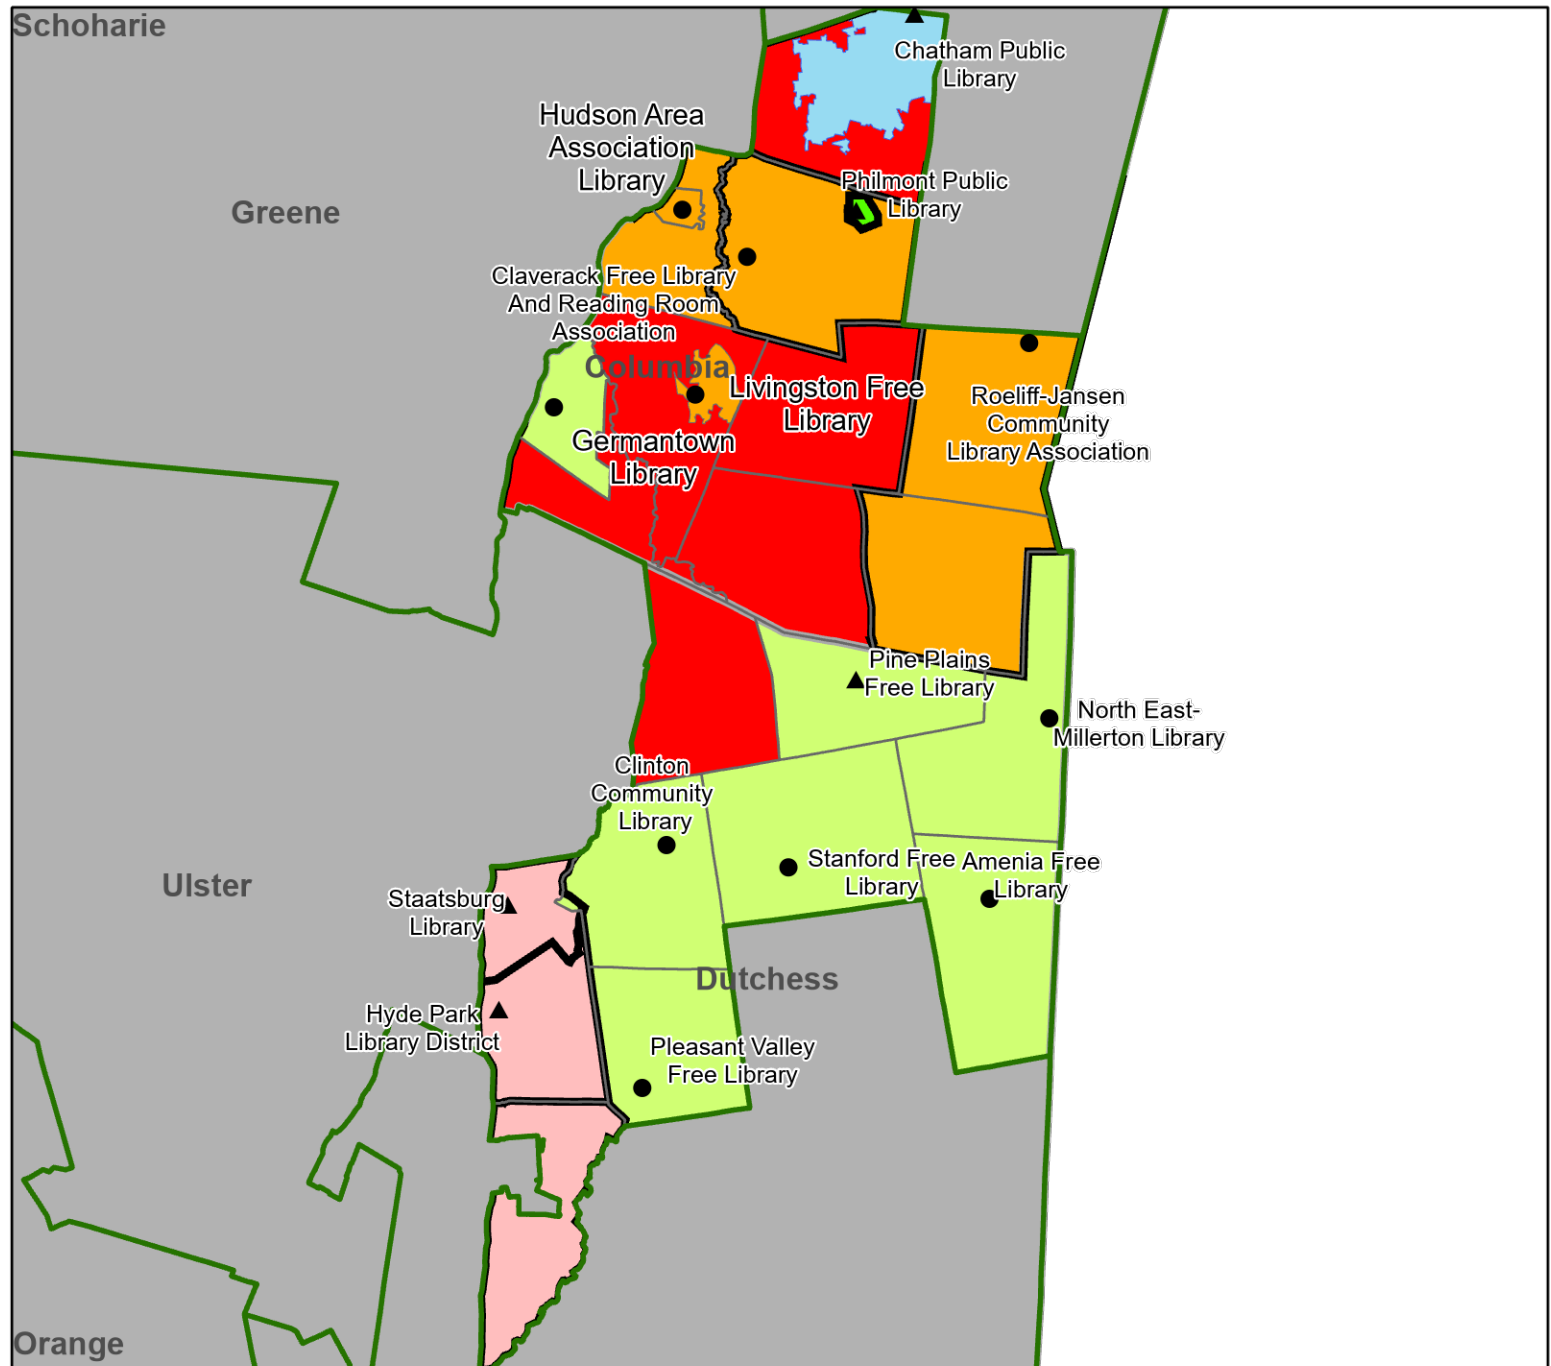 Schoharie
Chatham Public
Library
Hudson Area
Association
Library
Philmont Public
Library
Greene
Claverack Free Library
And Reading Room
Association
Columbia
Livingston Free
Library
Roeliff-Jansen
Community
Library Association
Germantown
Library
Pine Plains
Free Library
North East-
Millerton Library
Clinton
Community
Library
Stanford Free
Library
Amenia Free
Library
Ulster
Staatsburg
Library
Dutchess
Hyde Park
Library District
Pleasant Valley
Free Library
Orange